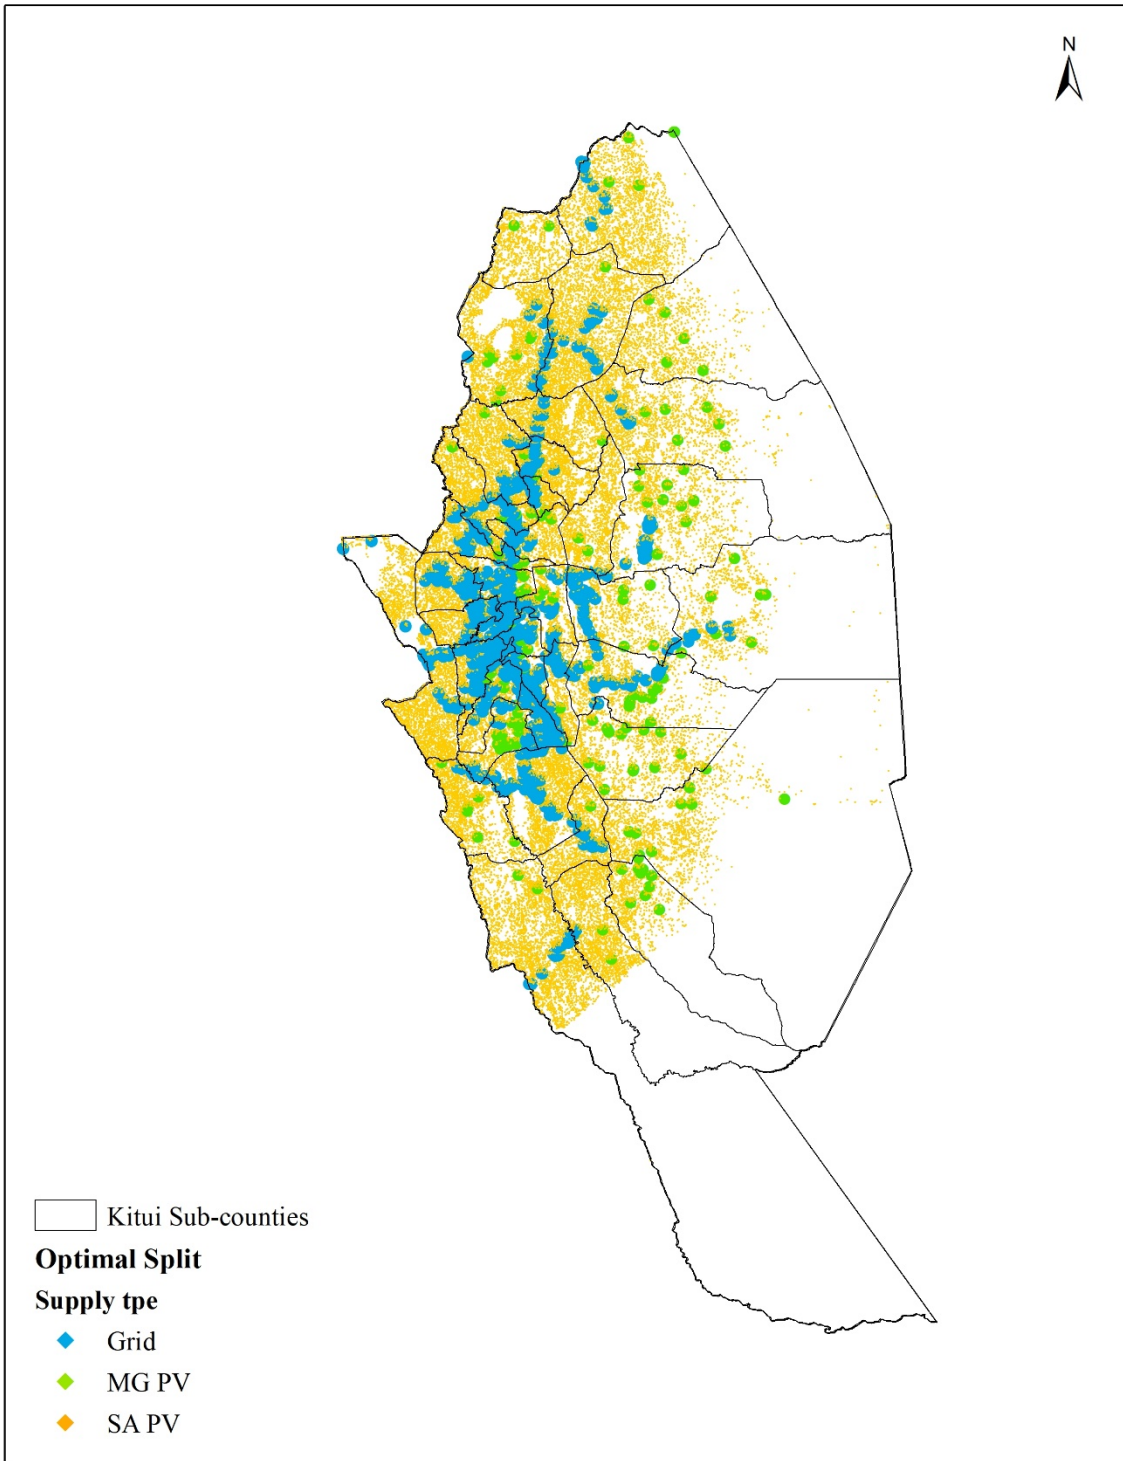 N
Kitui Sub-counties
Optimal Split
Supply tpe
Grid
MG PV
SA PV